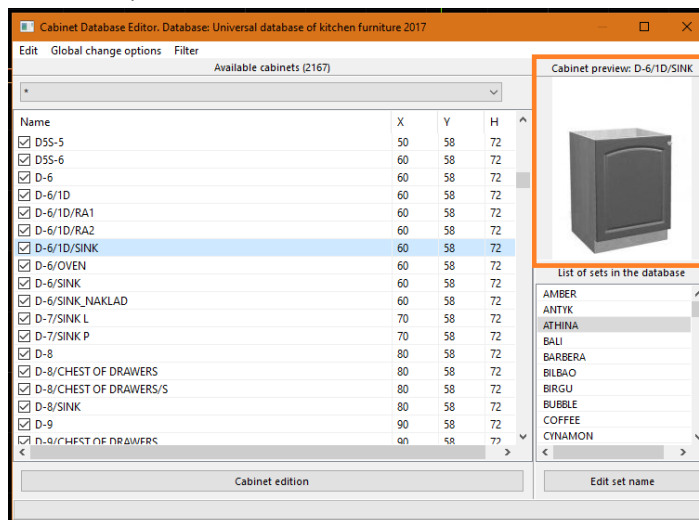 Cabinet Database Editor. Database: Universal database of kitchen furniture 2017
Edit Global change options Filter
Available cabinets (2167)
*
Name X Y H
D5S-5 50 58 72
D5S-6 60 58 72
D-6 60 58 72
D-6/1D 60 58 72
D-6/1D/RA1 60 58 72
D-6/1D/RA2 60 58 72
D-6/1D/SINK 60 58 72
D-6/OVEN 60 58 72
D-6/SINK 60 58 72
D-6/SINK_NAKLAD 60 58 72
D-7/SINK L 70 58 72
D-7/SINK P 70 58 72
D-8 80 58 72
D-8/CHEST OF DRAWERS 80 58 72
D-8/CHEST OF DRAWERS/S 80 58 72
D-8/SINK 80 58 72
D-9 90 58 72
D-9/CHEST OF DRAWERS 90 58 72
Cabinet edition
Cabinet preview: D-6/1D/SINK
List of sets in the database
AMBER
ANTYK
ATHINA
BALI
BARBERA
BILBAO
BIRGU
BUBBLE
COFFEE
CYNAMON
Edit set name